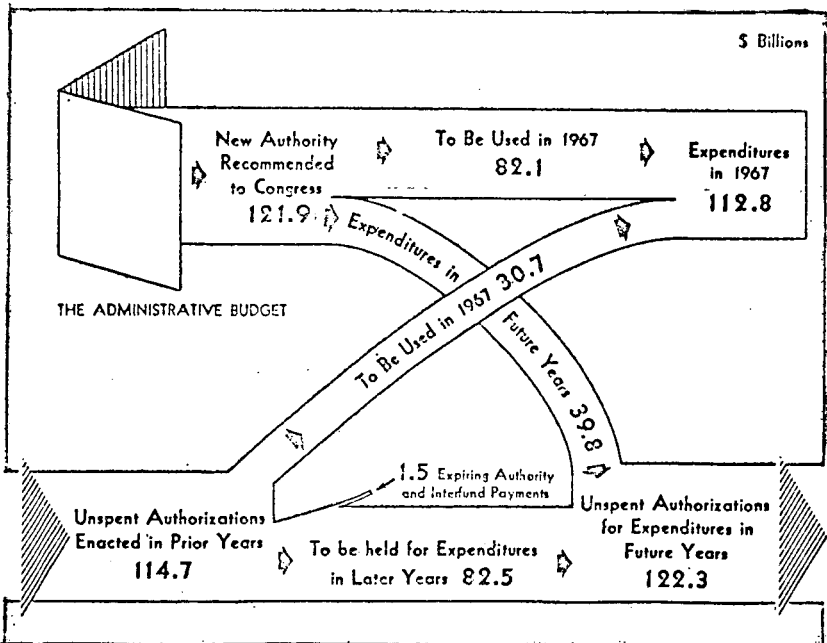 $ Billions
New Authority
Recommended
to Congress
121.9
To Be Used in 1967
82.1
Expenditures
in 1967
112.8
Expenditures in
Future Years 39.8
THE ADMINISTRATIVE BUDGET
To Be Used in 1967 30.7
1.5 Expiring Authority
and Interfund Payments
Unspent Authorizations
Enacted in Prior Years
114.7
To be held for Expenditures
in Later Years 82.5
Unspent Authorizations
for Expenditures in
Future Years
122.3